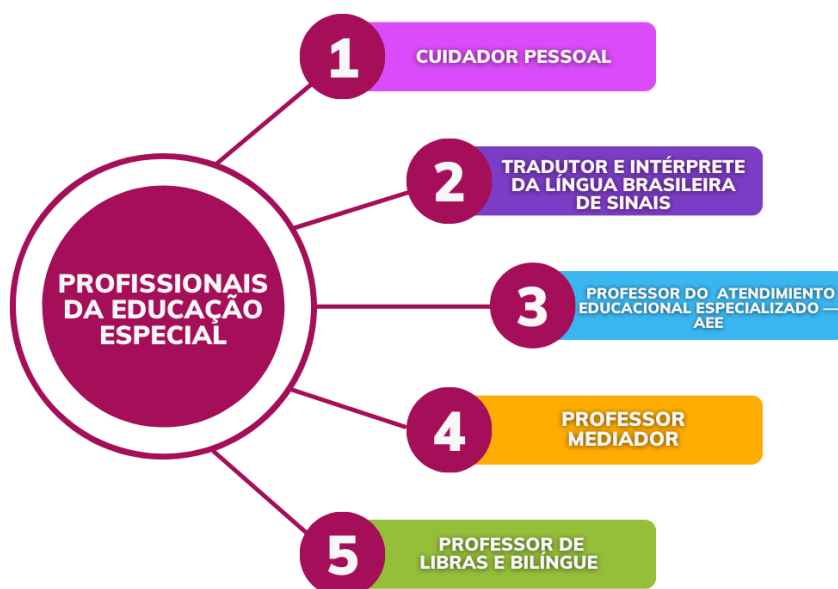 PROFISSIONAIS
DA EDUCAÇÃO
ESPECIAL
1
CUIDADOR PESSOAL
2
TRADUTOR E INTÉRPRETE
DA LÍNGUA BRASILEIRA
DE SINAIS
3
PROFESSOR DO ATENDIMIENTO
EDUCACIONAL ESPECIALIZADO —
AEE
4
PROFESSOR
MEDIADOR
5
PROFESSOR DE
LIBRAS E BILÍNGUE